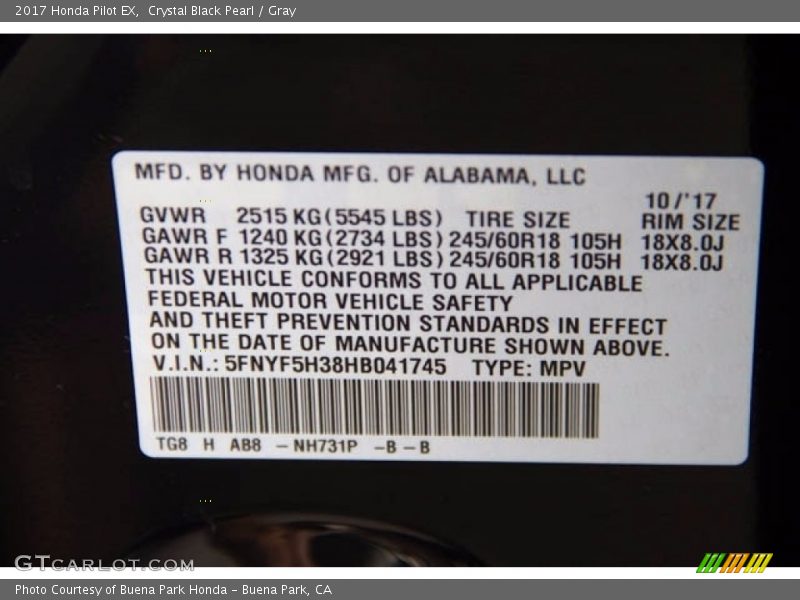 2017 Honda Pilot EX, Crystal Black Pearl / Gray
MFD. BY HONDA MFG. OF ALABAMA, LLC
10/'17
GVWR 2515 KG(5545 LBS) TIRE SIZE RIM SIZE
GAWR F 1240 KG(2734 LBS) 245/60R18 105H 18X8.0J
GAWR R 1325 KG(2921 LBS) 245/60R18 105H 18X8.0J
THIS VEHICLE CONFORMS TO ALL APPLICABLE
FEDERAL MOTOR VEHICLE SAFETY
AND THEFT PREVENTION STANDARDS IN EFFECT
ON THE DATE OF MANUFACTURE SHOWN ABOVE.
V.I.N.: 5FNYF5H38HB041745 TYPE: MPV
TG8 H AB8 -NH731P -B-B
GTCARLOT.COM
Photo Courtesy of Buena Park Honda - Buena Park, CA